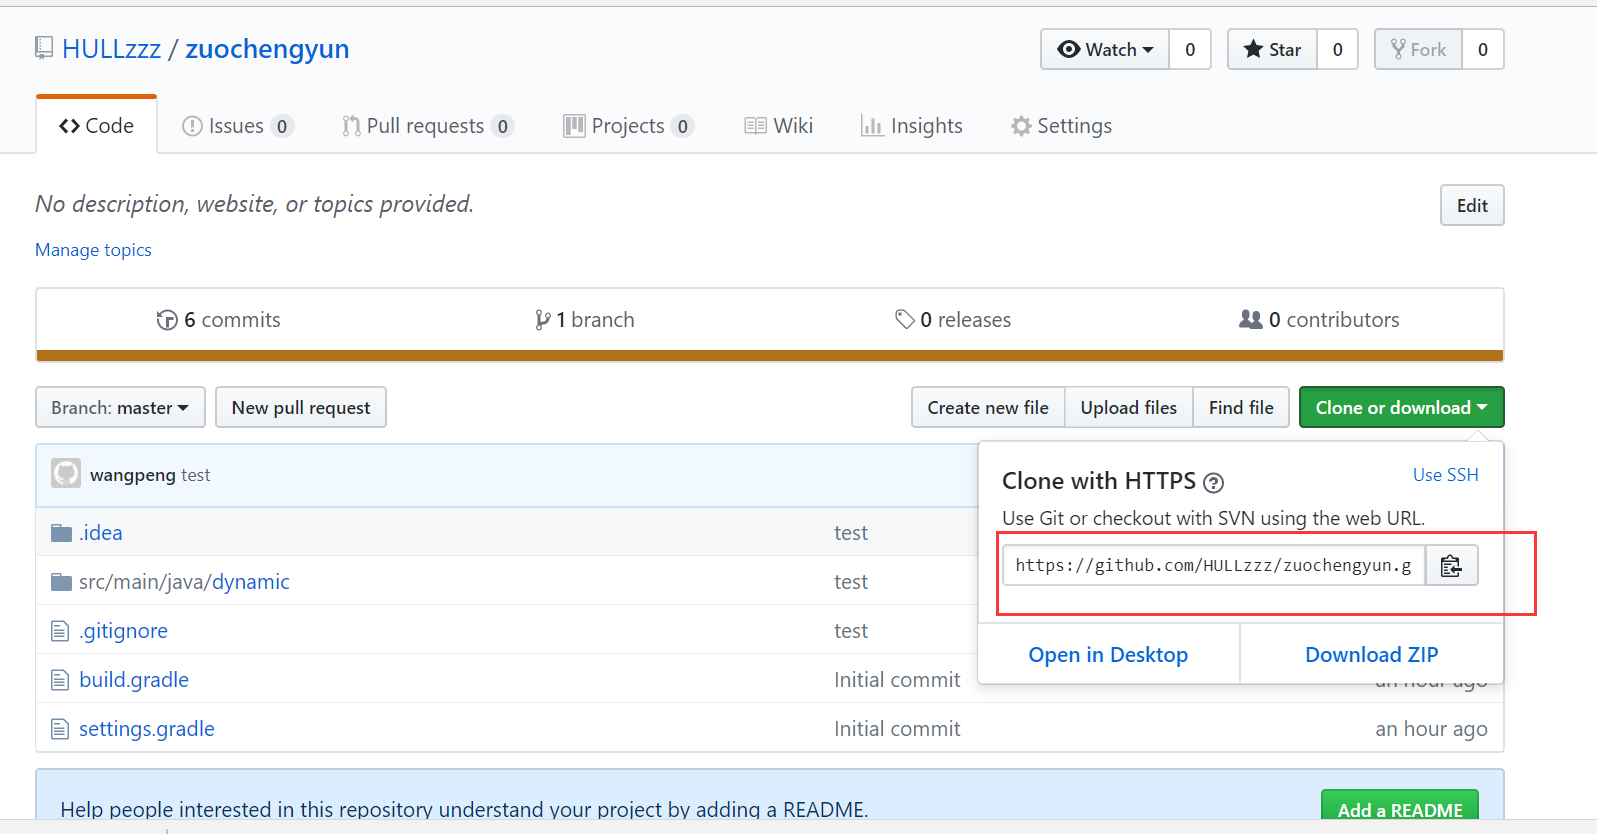 HULLzzz / zuochengyun
Watch 0 Star 0 Fork 0
Code Issues 0 Pull requests 0 Projects 0 Wiki Insights Settings
No description, website, or topics provided.
Edit
Manage topics
6 commits 1 branch 0 releases 0 contributors
Branch: master New pull request Create new file Upload files Find file Clone or download
wangpeng test
Clone with HTTPS ?
Use SSH
Use Git or checkout with SVN using the web URL.
https://github.com/HULLzzz/zuochengyun.g
Open in Desktop Download ZIP
.idea test
src/main/java/dynamic test
.gitignore test
build.gradle Initial commit an hour ago
settings.gradle Initial commit an hour ago
Help people interested in this repository understand your project by adding a README.
Add a README